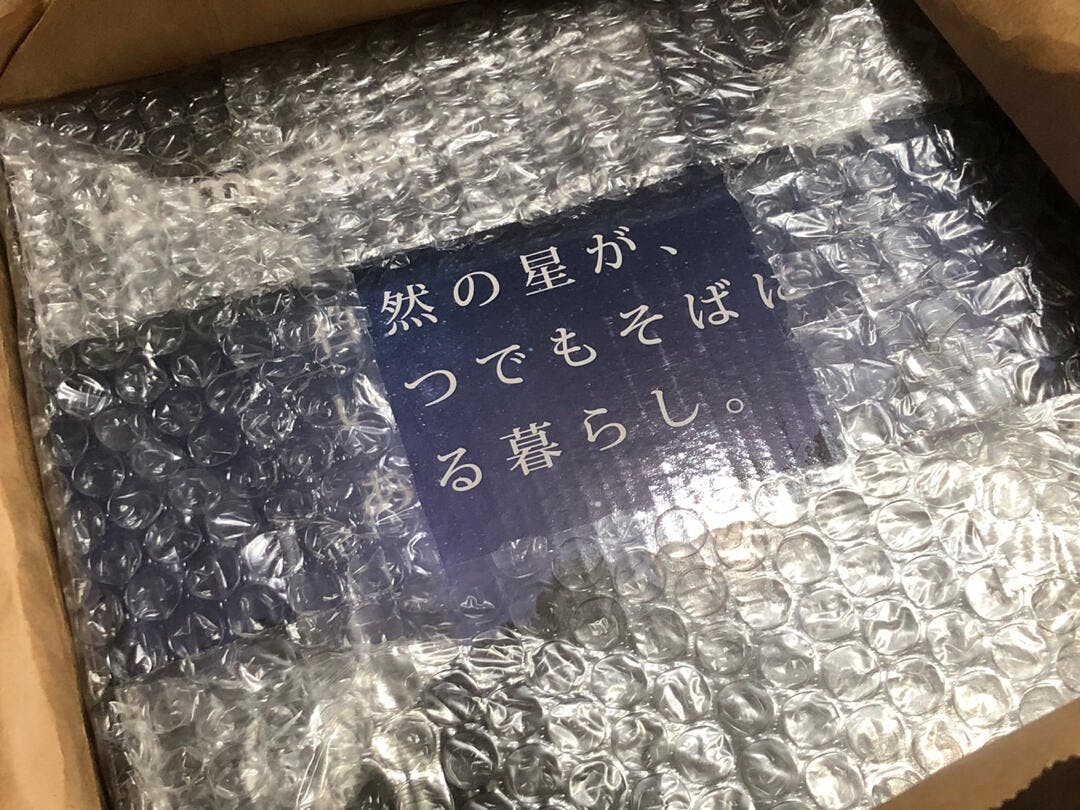 然の星が、
つでもそばに
る暮らし。